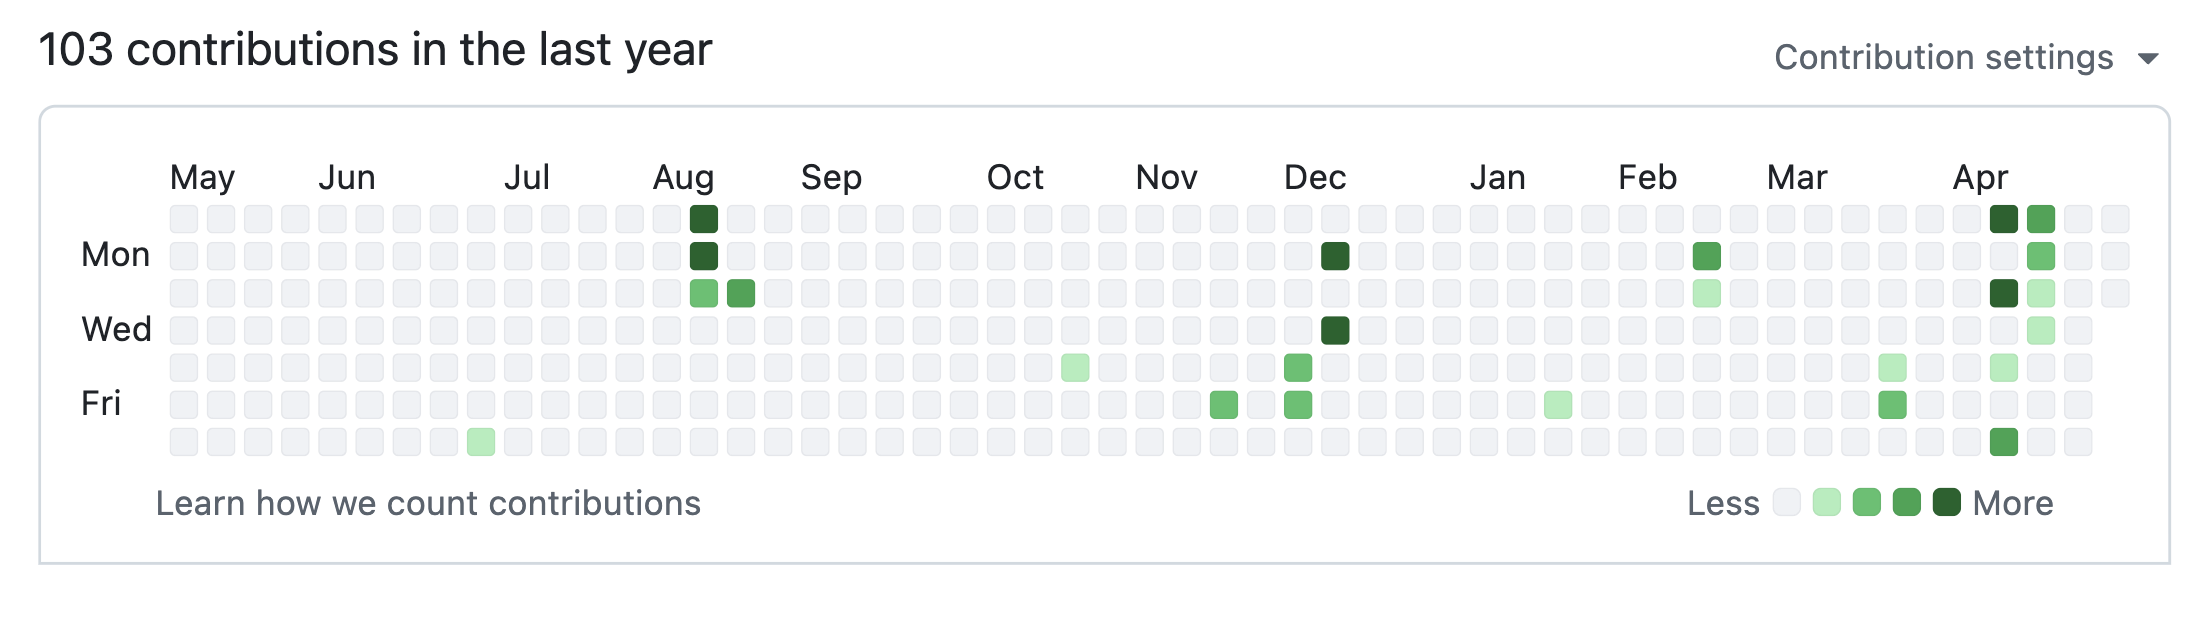 103 contributions in the last year
Contribution settings
May Jun Jul Aug Sep Oct Nov Dec Jan Feb Mar Apr
Mon
Wed
Fri
Learn how we count contributions
Less More